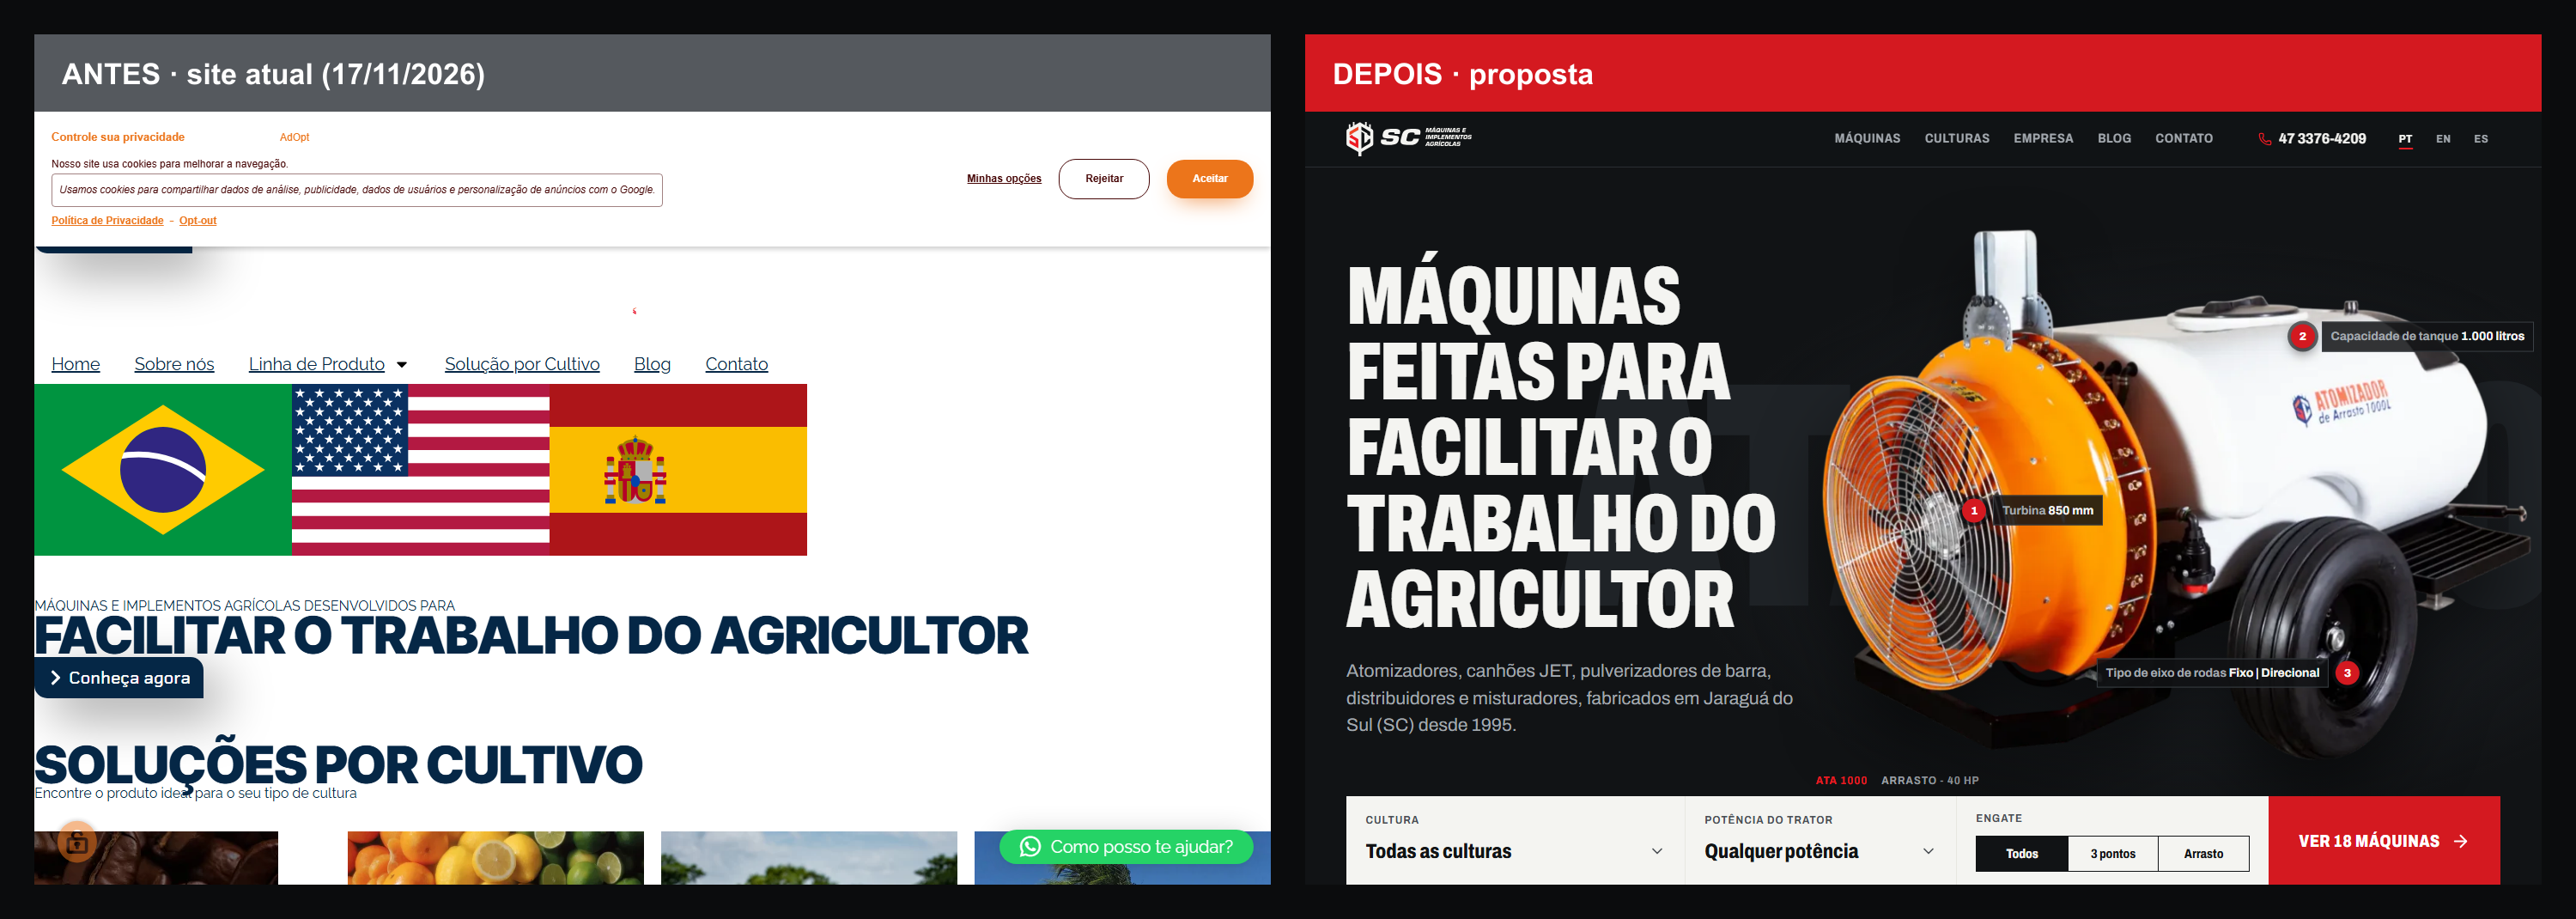 ANTES · site atual (17/11/2026)
Controle sua privacidade
AdOpt
Nosso site usa cookies para melhorar a navegação.
Usamos cookies para compartilhar dados de análise, publicidade, dados de usuários e personalização de anúncios com o Google.
Política de Privacidade - Opt-out
Minhas opções
Rejeitar
Aceitar
Home
Sobre nós
Linha de Produto
Solução por Cultivo
Blog
Contato
MÁQUINAS E IMPLEMENTOS AGRÍCOLAS DESENVOLVIDOS PARA
FACILITAR O TRABALHO DO AGRICULTOR
Conheça agora
SOLUÇÕES POR CULTIVO
Encontre o produto ideal para o seu tipo de cultura
Como posso te ajudar?
DEPOIS · proposta
SC
MÁQUINAS E
IMPLEMENTOS
AGRÍCOLAS
MÁQUINAS
CULTURAS
EMPRESA
BLOG
CONTATO
47 3376-4209
PT
EN
ES
MÁQUINAS
FEITAS PARA
FACILITAR O
TRABALHO DO
AGRICULTOR
Atomizadores, canhões JET, pulverizadores de barra,
distribuidores e misturadores, fabricados em Jaraguá do
Sul (SC) desde 1995.
2
Capacidade de tanque 1.000 litros
ATOMIZADOR
de Arrasto 1000L
1
Turbina 850 mm
Tipo de eixo de rodas Fixo | Direcional
3
ATA 1000
ARRASTO - 40 HP
CULTURA
Todas as culturas
POTÊNCIA DO TRATOR
Qualquer potência
ENGATE
Todos
3 pontos
Arrasto
VER 18 MÁQUINAS